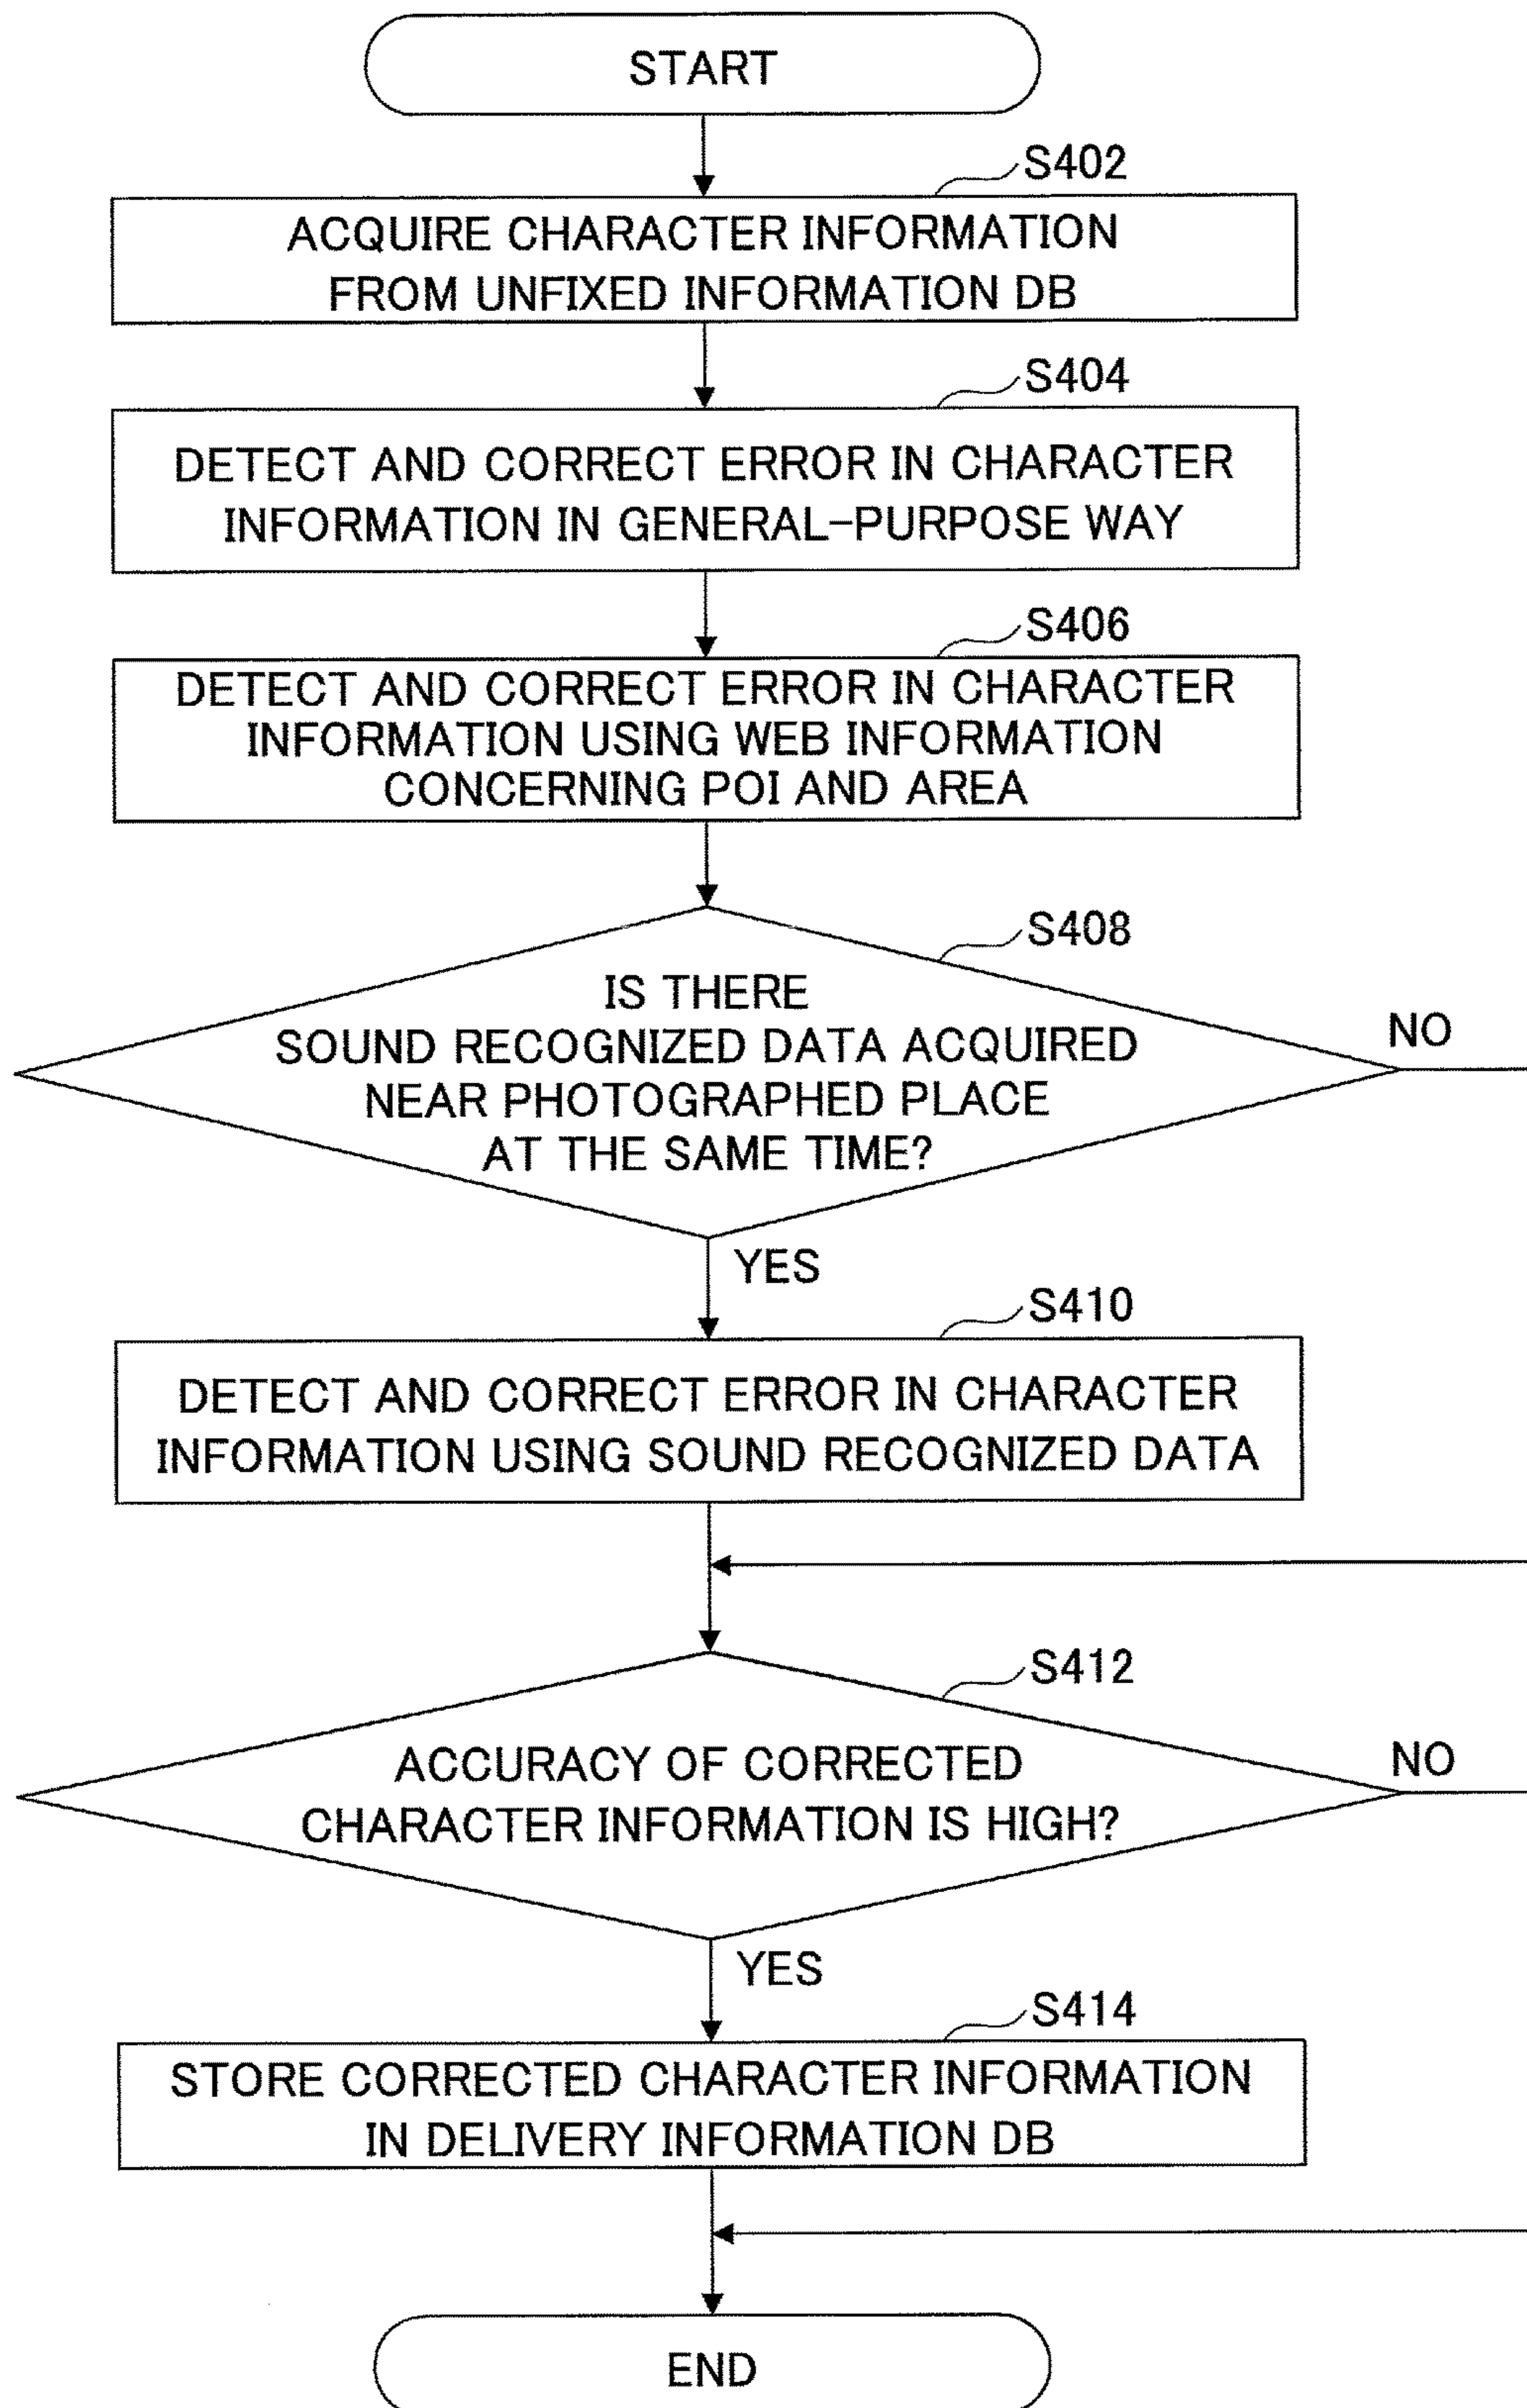 START
S402
ACQUIRE CHARACTER INFORMATION
FROM UNFIXED INFORMATION DB
S404
DETECT AND CORRECT ERROR IN CHARACTER
INFORMATION IN GENERAL-PURPOSE WAY
S406
DETECT AND CORRECT ERROR IN CHARACTER
INFORMATION USING WEB INFORMATION
CONCERNING POI AND AREA
S408
IS THERE
SOUND RECOGNIZED DATA ACQUIRED
NEAR PHOTOGRAPHED PLACE
AT THE SAME TIME?
NO
YES
S410
DETECT AND CORRECT ERROR IN CHARACTER
INFORMATION USING SOUND RECOGNIZED DATA
S412
ACCURACY OF CORRECTED
CHARACTER INFORMATION IS HIGH?
NO
YES
S414
STORE CORRECTED CHARACTER INFORMATION
IN DELIVERY INFORMATION DB
END